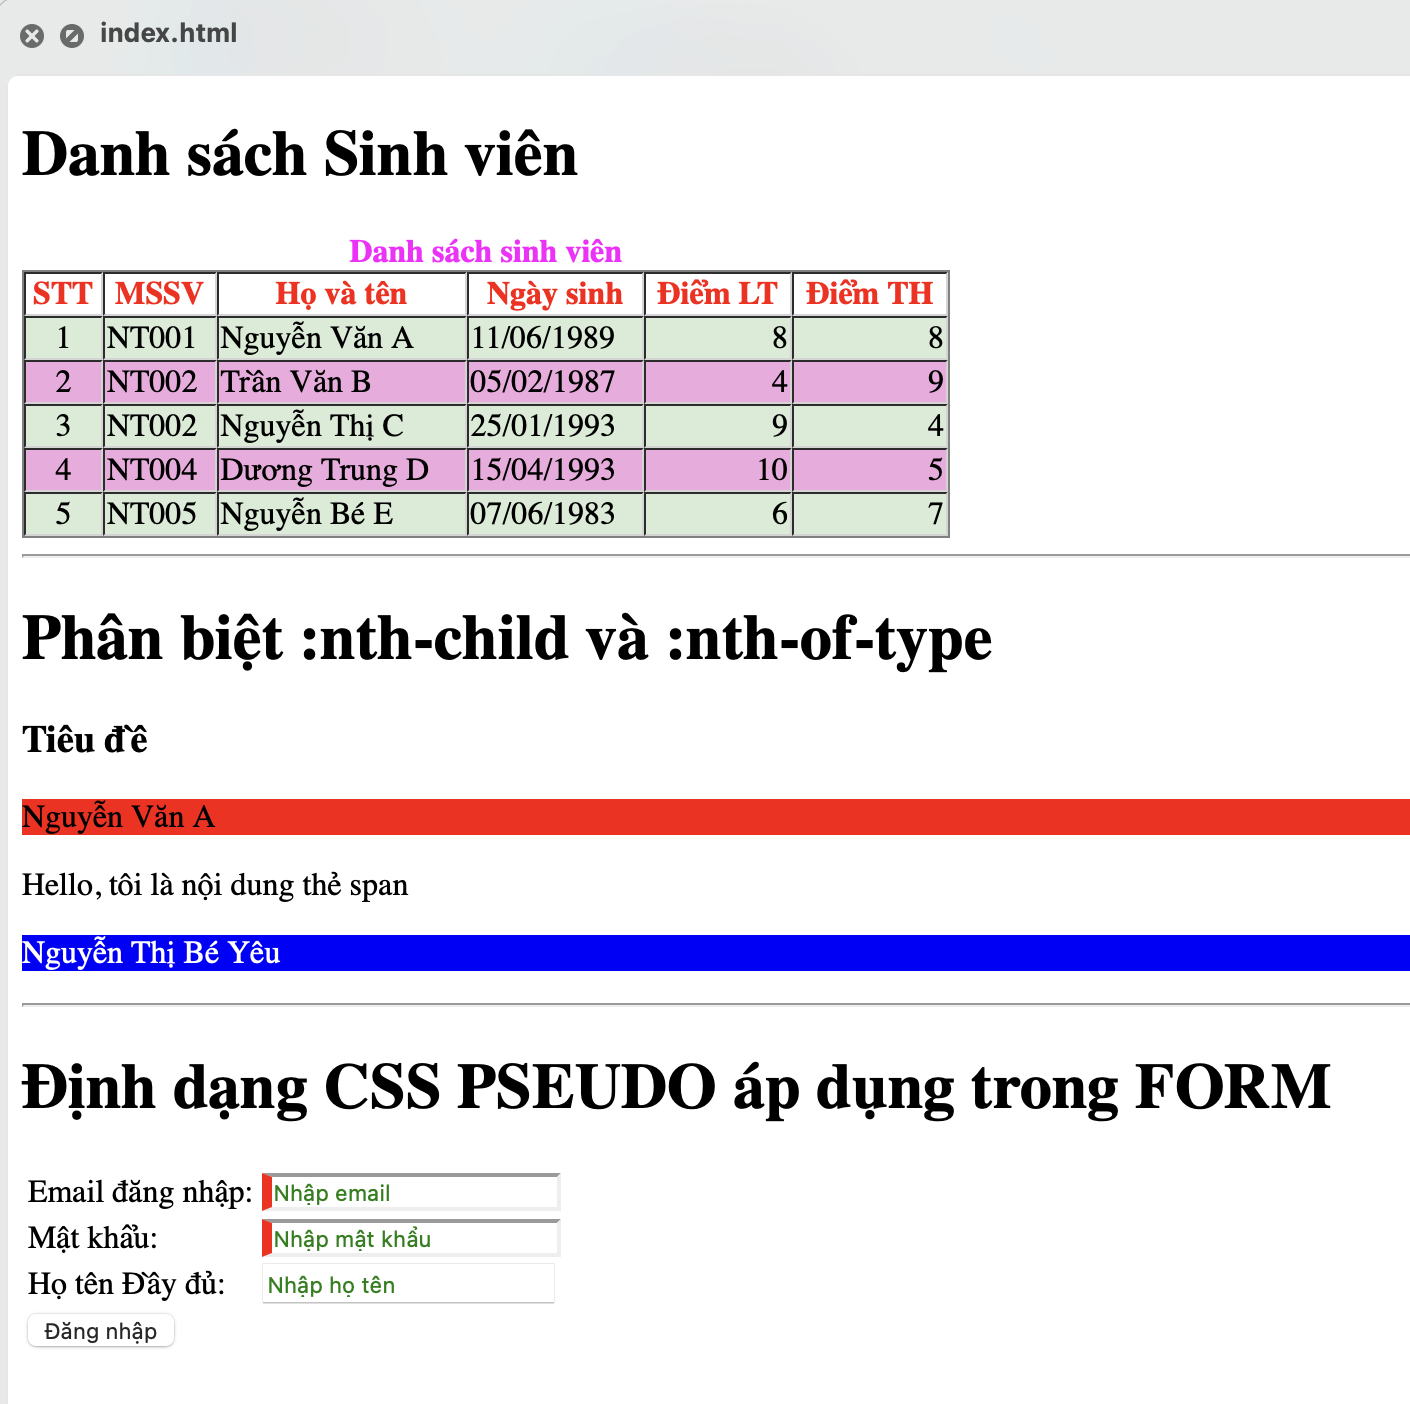 index.html
Danh sách Sinh viên
Danh sách sinh viên
STT MSSV Họ và tên Ngày sinh Điểm LT Điểm TH
1 NT001 Nguyễn Văn A 11/06/1989 8 8
2 NT002 Trần Văn B 05/02/1987 4 9
3 NT002 Nguyễn Thị C 25/01/1993 9 4
4 NT004 Dương Trung D 15/04/1993 10 5
5 NT005 Nguyễn Bé E 07/06/1983 6 7
Phân biệt :nth-child và :nth-of-type
Tiêu đề
Nguyễn Văn A
Hello, tôi là nội dung thẻ span
Nguyễn Thị Bé Yêu
Định dạng CSS PSEUDO áp dụng trong FORM
Email đăng nhập: Nhập email
Mật khẩu: Nhập mật khẩu
Họ tên Đầy đủ: Nhập họ tên
Đăng nhập